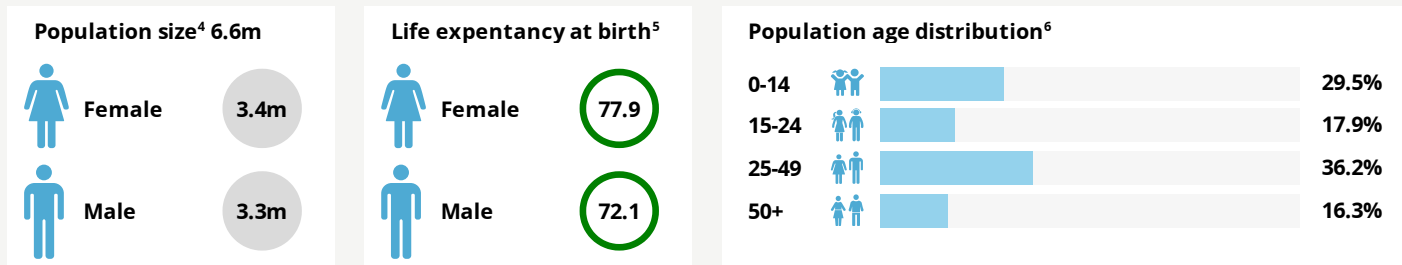 Population size⁴ 6.6m
Female 3.4m
Male 3.3m
Life expentancy at birth⁵
Female 77.9
Male 72.1
Population age distribution⁶
0-14 29.5%
15-24 17.9%
25-49 36.2%
50+ 16.3%